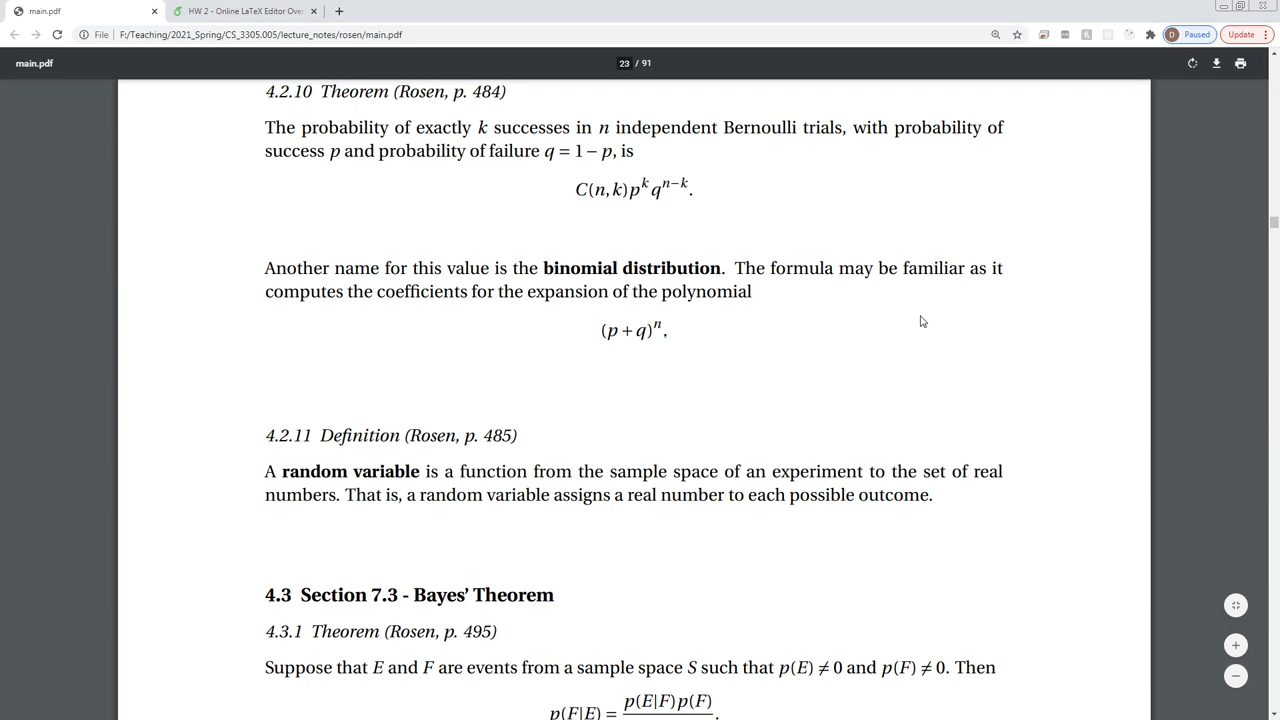 main.pdf
HW 2 - Online LaTeX Editor Over
File
F:/Teaching/2021_Spring/CS_3305.005/lecture_notes/rosen/main.pdf
D
Paused
Update
main.pdf
23 / 91
4.2.10 Theorem (Rosen, p. 484)
The probability of exactly k successes in n independent Bernoulli trials, with probability of
success p and probability of failure q = 1 − p, is
C(n,k)p^k q^{n−k}.
Another name for this value is the binomial distribution. The formula may be familiar as it
computes the coefficients for the expansion of the polynomial
(p + q)^n,
4.2.11 Definition (Rosen, p. 485)
A random variable is a function from the sample space of an experiment to the set of real
numbers. That is, a random variable assigns a real number to each possible outcome.
4.3 Section 7.3 - Bayes' Theorem
4.3.1 Theorem (Rosen, p. 495)
Suppose that E and F are events from a sample space S such that p(E) ≠ 0 and p(F) ≠ 0. Then
p(E|F)p(F)
p(F|E) = .